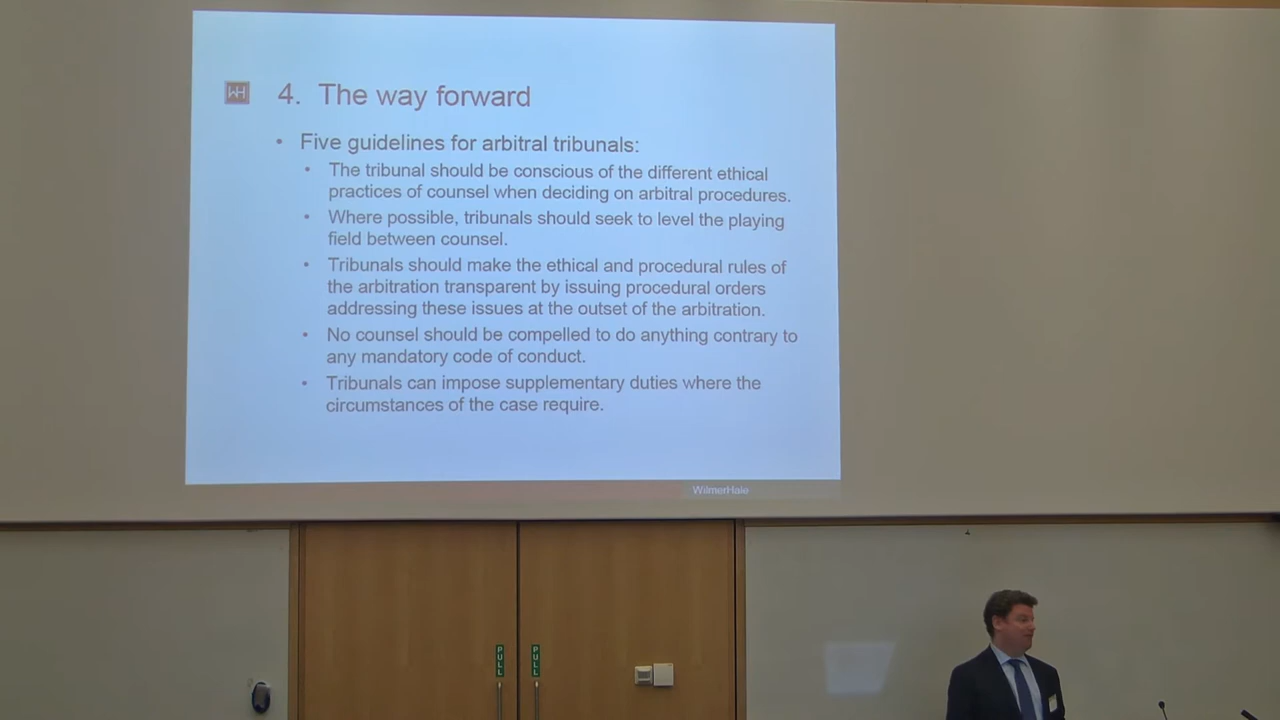 WH 4. The way forward
• Five guidelines for arbitral tribunals:
• The tribunal should be conscious of the different ethical
practices of counsel when deciding on arbitral procedures.
• Where possible, tribunals should seek to level the playing
field between counsel.
• Tribunals should make the ethical and procedural rules of
the arbitration transparent by issuing procedural orders
addressing these issues at the outset of the arbitration.
• No counsel should be compelled to do anything contrary to
any mandatory code of conduct.
• Tribunals can impose supplementary duties where the
circumstances of the case require.
WilmerHale
PULL
PULL